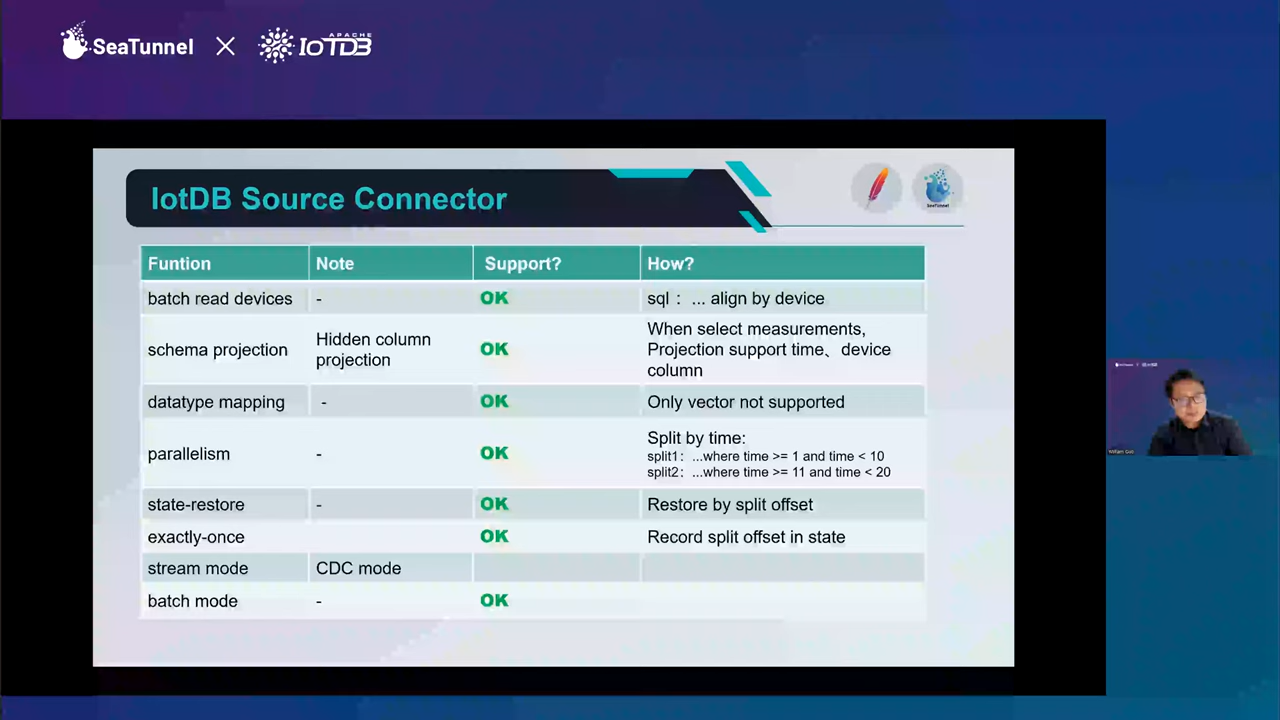 SeaTunnel X APACHE IoTDB
IotDB Source Connector
SeaTunnel
Funtion Note Support? How?
batch read devices - OK sql： ... align by device
schema projection Hidden column projection OK When select measurements,
Projection support time、device
column
datatype mapping - OK Only vector not supported
parallelism - OK Split by time:
split1：...where time >= 1 and time < 10
split2：...where time >= 11 and time < 20
state-restore - OK Restore by split offset
exactly-once OK Record split offset in state
stream mode CDC mode
batch mode - OK